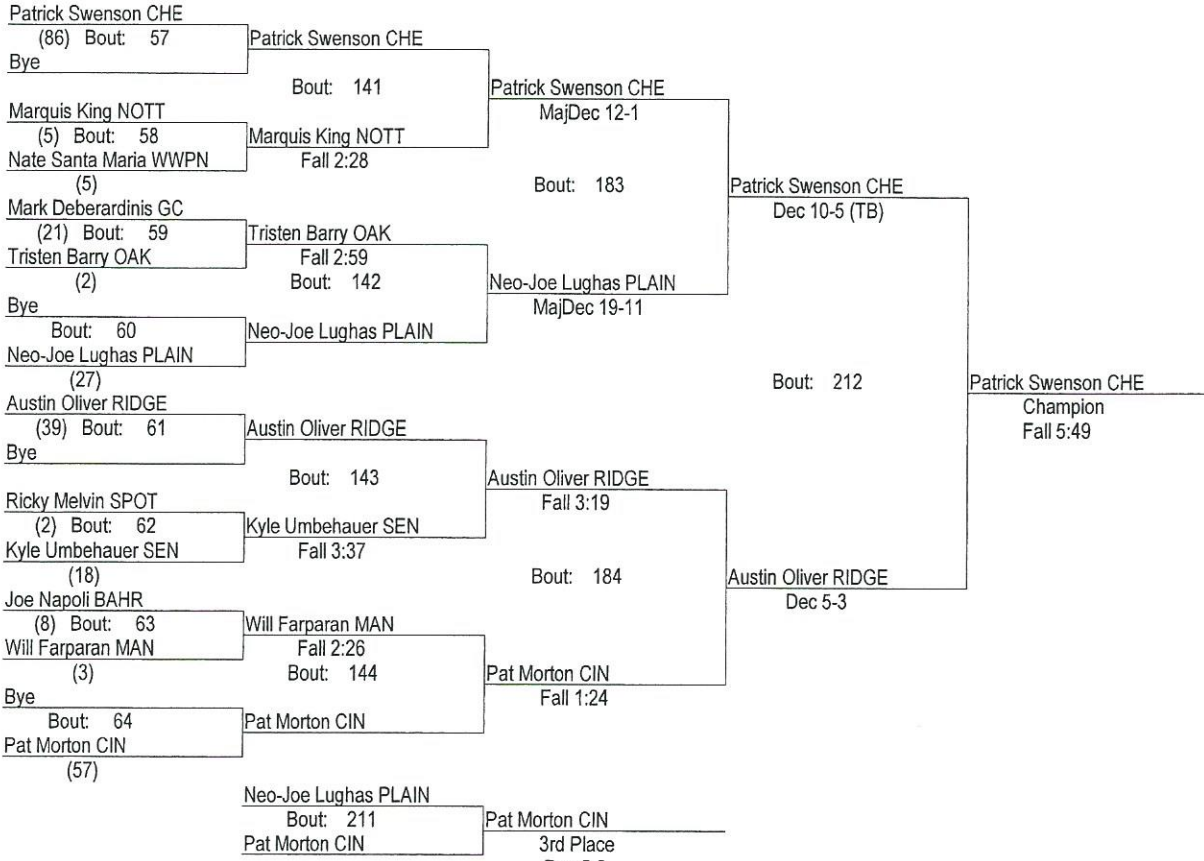 Patrick Swenson CHE
(86) Bout: 57
Bye
Patrick Swenson CHE
Bout: 141
Marquis King NOTT
(5) Bout: 58
Nate Santa Maria WWPN
(5)
Marquis King NOTT
Fall 2:28
Patrick Swenson CHE
MajDec 12-1
Bout: 183
Mark Deberardinis GC
(21) Bout: 59
Tristen Barry OAK
(2)
Tristen Barry OAK
Fall 2:59
Bout: 142
Bye
Bout: 60
Neo-Joe Lughas PLAIN
(27)
Neo-Joe Lughas PLAIN
Neo-Joe Lughas PLAIN
MajDec 19-11
Patrick Swenson CHE
Dec 10-5 (TB)
Bout: 212
Patrick Swenson CHE
Champion
Fall 5:49
Austin Oliver RIDGE
(39) Bout: 61
Bye
Austin Oliver RIDGE
Bout: 143
Ricky Melvin SPOT
(2) Bout: 62
Kyle Umbehauer SEN
(18)
Kyle Umbehauer SEN
Fall 3:37
Austin Oliver RIDGE
Fall 3:19
Bout: 184
Joe Napoli BAHR
(8) Bout: 63
Will Farparan MAN
(3)
Will Farparan MAN
Fall 2:26
Bout: 144
Bye
Bout: 64
Pat Morton CIN
(57)
Pat Morton CIN
Pat Morton CIN
Fall 1:24
Austin Oliver RIDGE
Dec 5-3
Neo-Joe Lughas PLAIN
Bout: 211
Pat Morton CIN
Pat Morton CIN
3rd Place